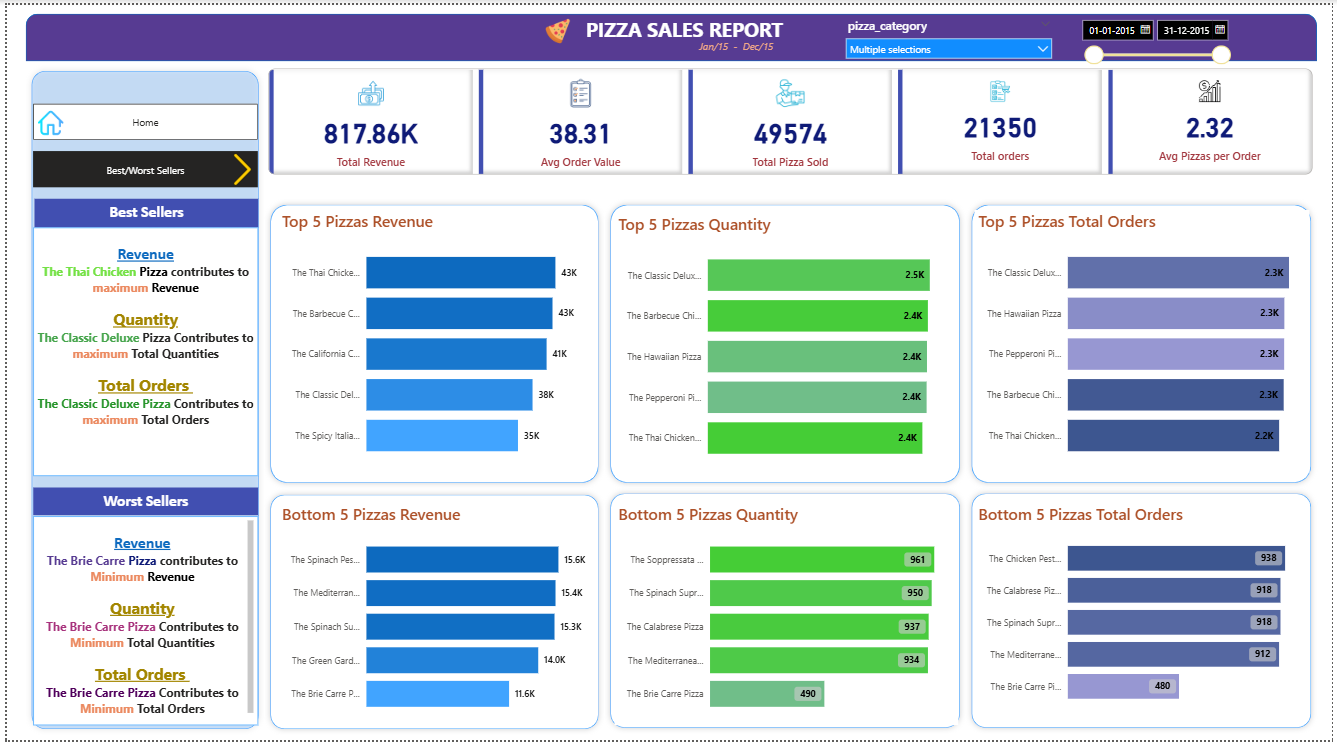 PIZZA SALES REPORT
Jan/15 - Dec/15
pizza_category
Multiple selections
01-01-2015
31-12-2015
Home
Best/Worst Sellers
817.86K
Total Revenue
38.31
Avg Order Value
49574
Total Pizza Sold
21350
Total orders
2.32
Avg Pizzas per Order
Best Sellers
Revenue
The Thai Chicken Pizza contributes to
maximum Revenue
Quantity
The Classic Deluxe Pizza Contributes to
maximum Total Quantities
Total Orders
The Classic Deluxe Pizza Contributes to
maximum Total Orders
Worst Sellers
Revenue
The Brie Carre Pizza contributes to
Minimum Revenue
Quantity
The Brie Carre Pizza Contributes to
Minimum Total Quantities
Total Orders
The Brie Carre Pizza Contributes to
Minimum Total Orders
Top 5 Pizzas Revenue
The Thai Chicke... 43K
The Barbecue C... 43K
The California C... 41K
The Classic Del... 38K
The Spicy Italia... 35K
Top 5 Pizzas Quantity
The Classic Delux... 2.5K
The Barbecue Chi... 2.4K
The Hawaiian Pizza 2.4K
The Pepperoni Pi... 2.4K
The Thai Chicken... 2.4K
Top 5 Pizzas Total Orders
The Classic Delux... 2.3K
The Hawaiian Pizza 2.3K
The Pepperoni Pi... 2.3K
The Barbecue Chi... 2.3K
The Thai Chicken... 2.2K
Bottom 5 Pizzas Revenue
The Spinach Pes... 15.6K
The Mediterran... 15.4K
The Spinach Su... 15.3K
The Green Gard... 14.0K
The Brie Carre P... 11.6K
Bottom 5 Pizzas Quantity
The Soppressata ... 961
The Spinach Supr... 950
The Calabrese Pizza 937
The Mediterranea... 934
The Brie Carre Pizza 490
Bottom 5 Pizzas Total Orders
The Chicken Pest... 938
The Calabrese Piz... 918
The Spinach Supr... 918
The Mediterrane... 912
The Brie Carre Pi... 480